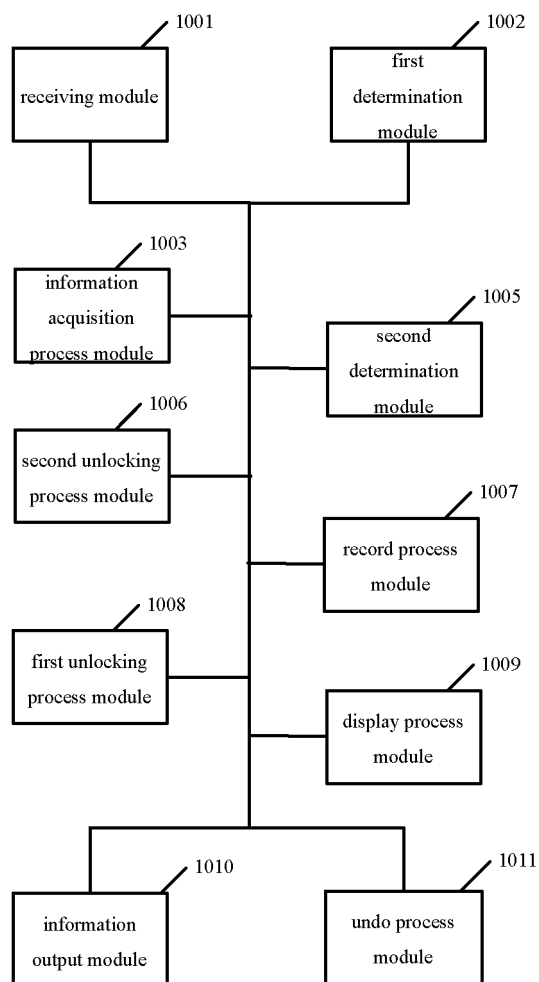 1001
receiving module
1002
first
determination
module
1003
information
acquisition
process module
1005
second
determination
module
1006
second unlocking
process module
1007
record process
module
1008
first unlocking
process module
1009
display process
module
1010
information
output module
1011
undo process
module